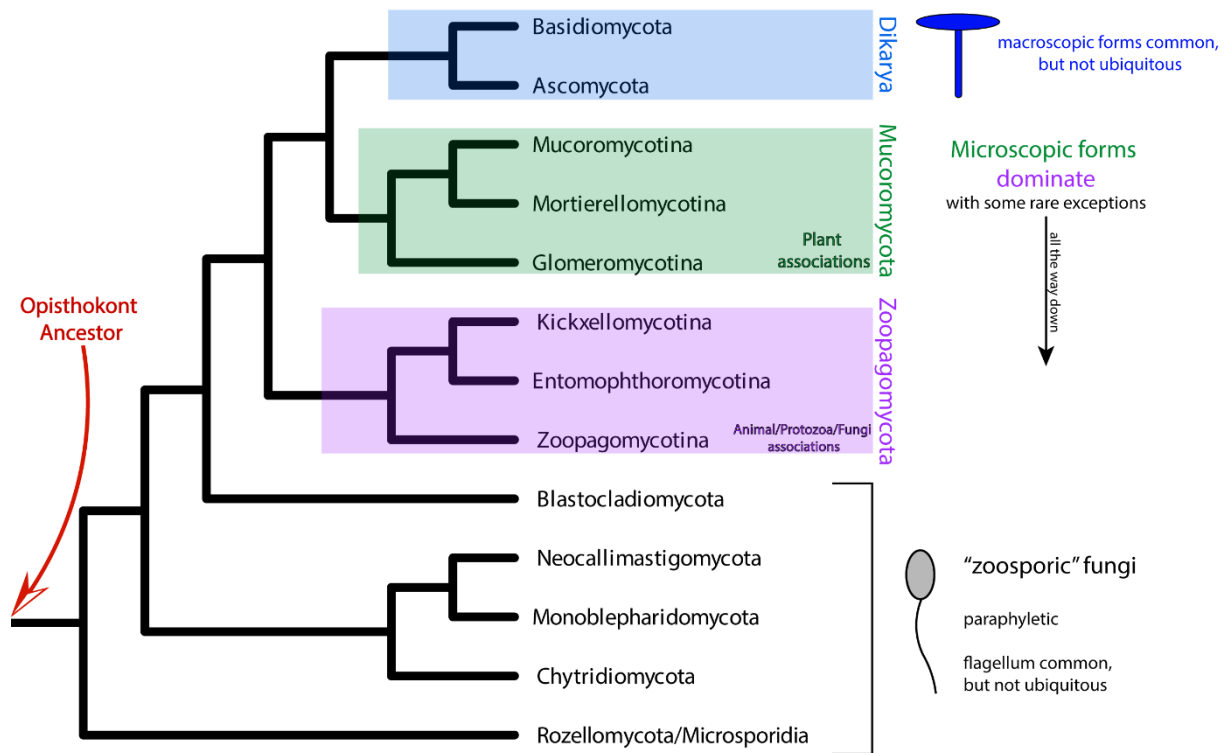 Basidiomycota
Ascomycota
Dikarya
macroscopic forms common,
but not ubiquitous
Mucoromycotina
Mortierellomycotina
Glomeromycotina
Plant
associations
Mucoromycota
Microscopic forms
dominate
with some rare exceptions
all the way down
Opisthokont
Ancestor
Kickxellomycotina
Entomophthoromycotina
Zoopagomycotina
Animal/Protozoa/Fungi
associations
Zoopagomycota
Blastocladiomycota
Neocallimastigomycota
Monoblepharidomycota
Chytridiomycota
Rozellomycota/Microsporidia
“zoosporic” fungi
paraphyletic
flagellum common,
but not ubiquitous